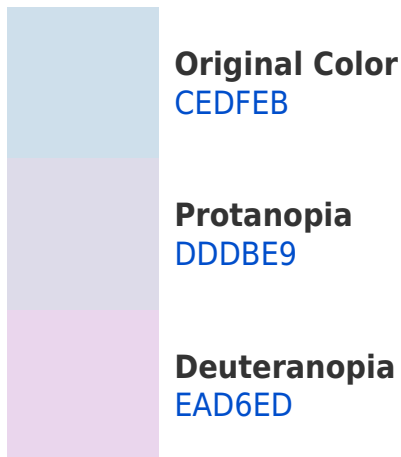 Original Color
CEDFEB
Protanopia
DDDBE9
Deuteranopia
EAD6ED